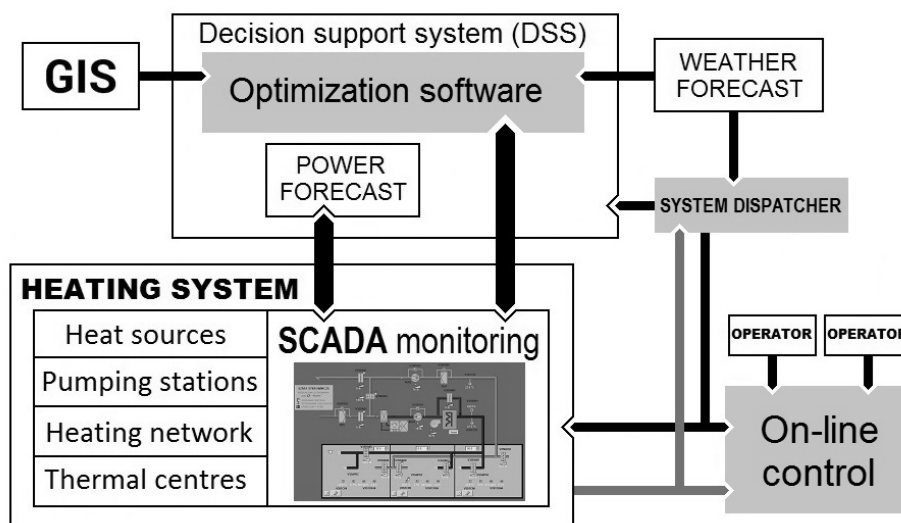 Decision support system (DSS)
GIS
Optimization software
WEATHER
FORECAST
POWER
FORECAST
SYSTEM DISPATCHER
HEATING SYSTEM
Heat sources
Pumping stations
Heating network
Thermal centres
SCADA monitoring
OPERATOR
OPERATOR
On-line
control